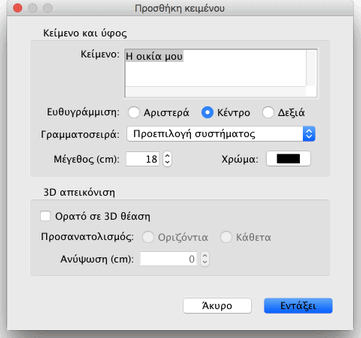 Προσθήκη κειμένου
Κείμενο και ύφος
Κείμενο: Η οικία μου
Ευθυγράμμιση: Αριστερά Κέντρο Δεξιά
Γραμματοσειρά: Προεπιλογή συστήματος
Μέγεθος (cm): 18 Χρώμα:
3D απεικόνιση
Ορατό σε 3D θέαση
Προσανατολισμός: Οριζόντια Κάθετα
Ανύψωση (cm): 0
Άκυρο Εντάξει